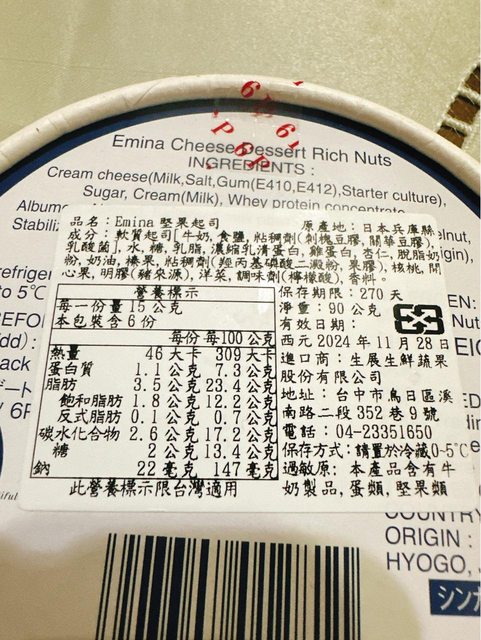 6P 6P
Emina Cheese Dessert Rich Nuts
INGREDIENTS :
Cream cheese(Milk,Salt,Gum(E410,E412),Starter culture),
Sugar, Cream(Milk), Whey protein concentrate
Album
Stabili
refriger
to 5℃
品名：Emina 堅果起司
原產地：日本兵庫縣
成分：軟質起司[牛奶,食鹽,粘稠劑(刺槐豆膠,關華豆膠),
乳酸菌],水,糖,乳脂,濃縮乳清蛋白,雞蛋白,杏仁,脫脂奶
粉,奶油,榛果,粘稠劑(羥丙基磷酸二澱粉,果膠),核桃,開
心果,明膠(豬來源),洋菜,調味劑(檸檬酸),香料。
營養標示
每一份量 15 公克
本包裝含 6 份
每份 每100 公克
熱量 46 大卡 309 大卡
蛋白質 1.1 公克 7.3 公克
脂肪 3.5 公克 23.4 公克
飽和脂肪 1.8 公克 12.2 公克
反式脂肪 0.1 公克 0.7 公克
碳水化合物 2.6 公克 17.2 公克
糖 2 公克 13.4 公克
鈉 22 毫克 147 毫克
此營養標示限台灣適用
保存期限：270 天
淨重：90 公克
有效日期：
西元 2024 年 11 月 28 日
進口商：生展生鮮蔬果
股份有限公司
地址：台中市烏日區溪
南路二段 352 巷 9 號
電話：04-23351650
保存方式：請置於冷藏0-5℃
過敏原：本產品含有牛
奶製品,蛋類,堅果類
EN:
Nut
ORIGIN :
HYOGO,
シン